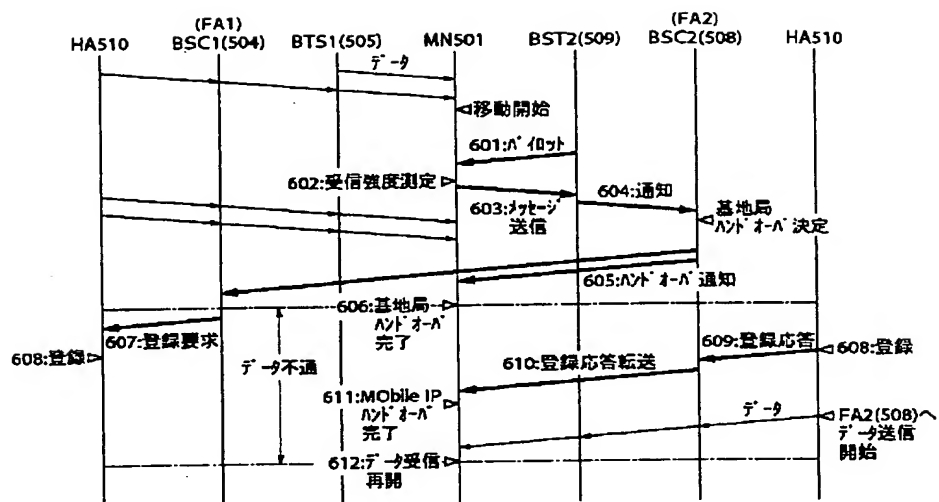 (FA1)
(FA2)
HA510
BSC1(504)
BTS1(505)
MN501
BST2(509)
BSC2(508)
HA510
データ
移動開始
601:パイロット
602:受信強度測定
604:通知
603:メッセージ
送信
基地局
ハンドオーバ決定
605:ハンドオーバ通知
606:基地局
ハンドオーバ
完了
607:登録要求
608:登録
データ不通
609:登録応答
608:登録
610:登録応答転送
611:MObile IP
ハンドオーバ
完了
データ
FA2(508)へ
データ送信
開始
612:データ受信
再開